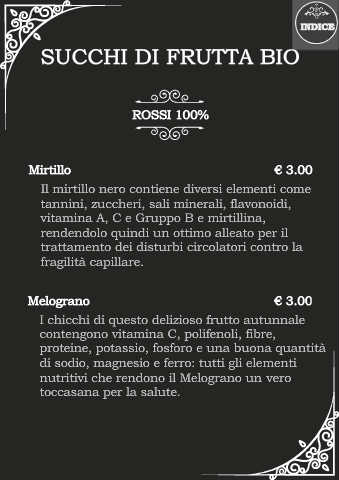 INDICE
SUCCHI DI FRUTTA BIO
ROSSI 100%
Mirtillo € 3.00
Il mirtillo nero contiene diversi elementi come
tannini, zuccheri, sali minerali, flavonoidi,
vitamina A, C e Gruppo B e mirtillina,
rendendolo quindi un ottimo alleato per il
trattamento dei disturbi circolatori contro la
fragilità capillare.
Melograno € 3.00
I chicchi di questo delizioso frutto autunnale
contengono vitamina C, polifenoli, fibre,
proteine, potassio, fosforo e una buona quantità
di sodio, magnesio e ferro: tutti gli elementi
nutritivi che rendono il Melograno un vero
toccasana per la salute.